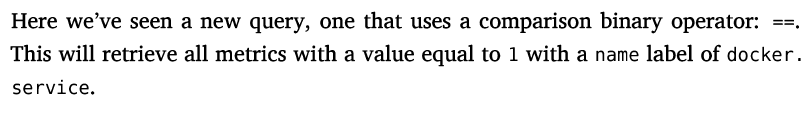 Here we've seen a new query, one that uses a comparison binary operator: ==.
This will retrieve all metrics with a value equal to 1 with a name label of docker.
service.